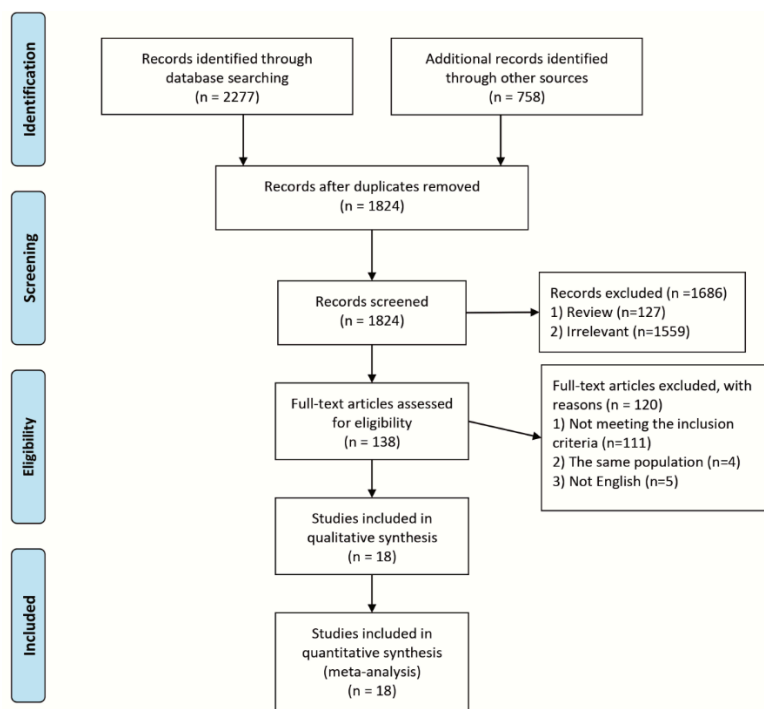 Identification
Records identified through
database searching
(n = 2277)
Additional records identified
through other sources
(n = 758)
Records after duplicates removed
(n = 1824)
Screening
Records screened
(n = 1824)
Records excluded (n =1686)
1) Review (n=127)
2) Irrelevant (n=1559)
Eligibility
Full-text articles assessed
for eligibility
(n = 138)
Full-text articles excluded, with
reasons (n = 120)
1) Not meeting the inclusion
criteria (n=111)
2) The same population (n=4)
3) Not English (n=5)
Studies included in
qualitative synthesis
(n = 18)
Included
Studies included in
quantitative synthesis
(meta-analysis)
(n = 18)